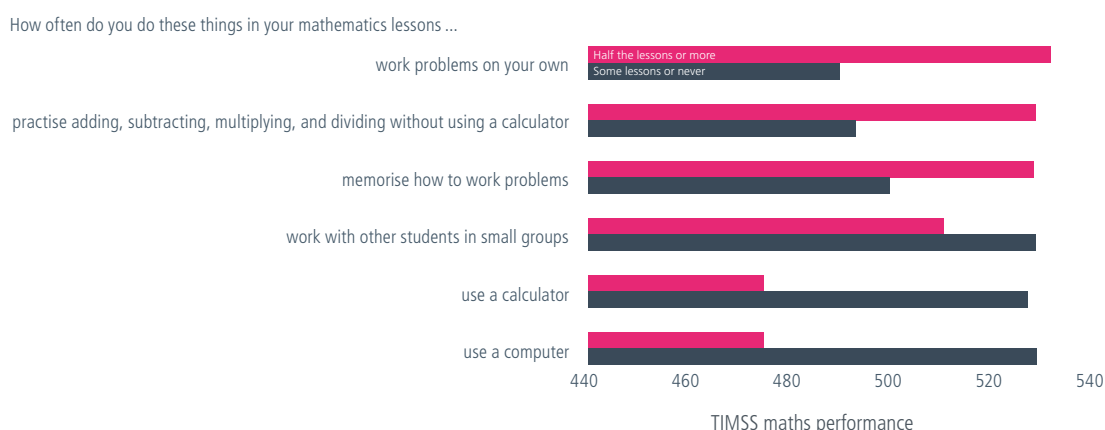 How often do you do these things in your mathematics lessons ...
work problems on your own
Half the lessons or more
Some lessons or never
practise adding, subtracting, multiplying, and dividing without using a calculator
memorise how to work problems
work with other students in small groups
use a calculator
use a computer
440 460 480 500 520 540
TIMSS maths performance